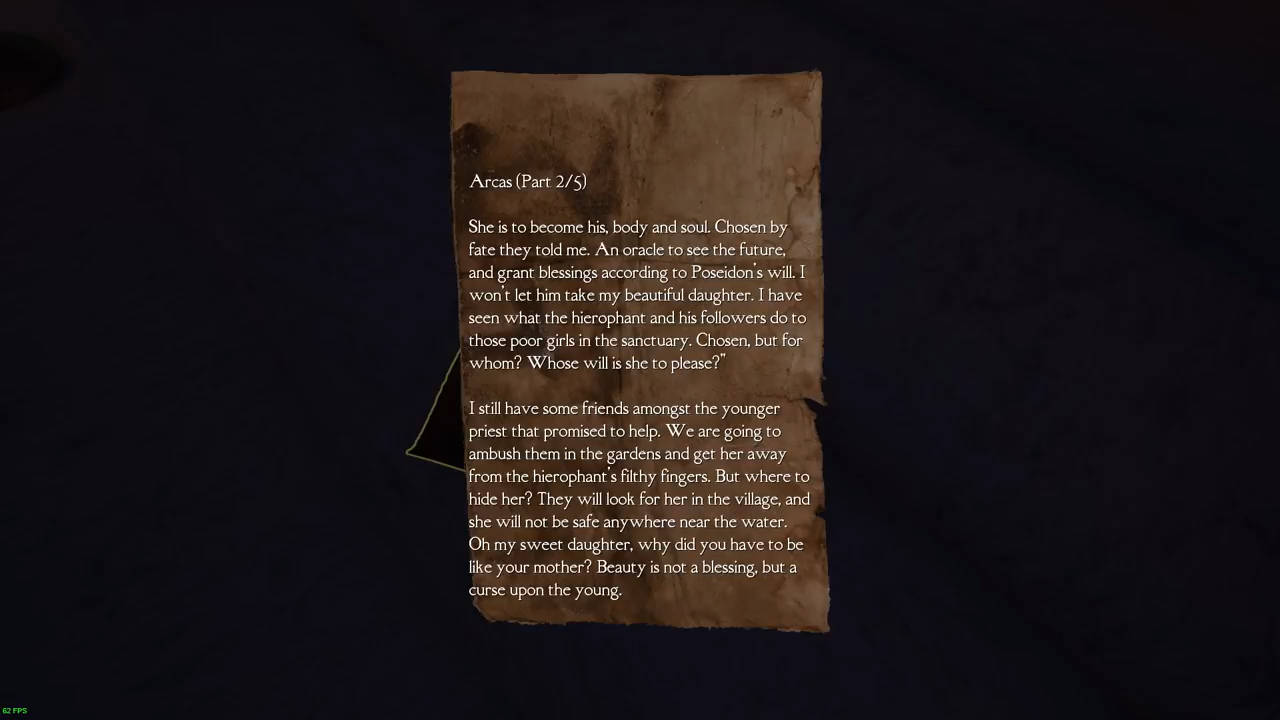 Arcas (Part 2/5)
She is to become his, body and soul. Chosen by
fate they told me. An oracle to see the future,
and grant blessings according to Poseidon's will. I
won't let him take my beautiful daughter. I have
seen what the hierophant and his followers do to
those poor girls in the sanctuary. Chosen, but for
whom? Whose will is she to please?"
I still have some friends amongst the younger
priest that promised to help. We are going to
ambush them in the gardens and get her away
from the hierophant's filthy fingers. But where to
hide her? They will look for her in the village, and
she will not be safe anywhere near the water.
Oh my sweet daughter, why did you have to be
like your mother? Beauty is not a blessing, but a
curse upon the young.
62 FPS